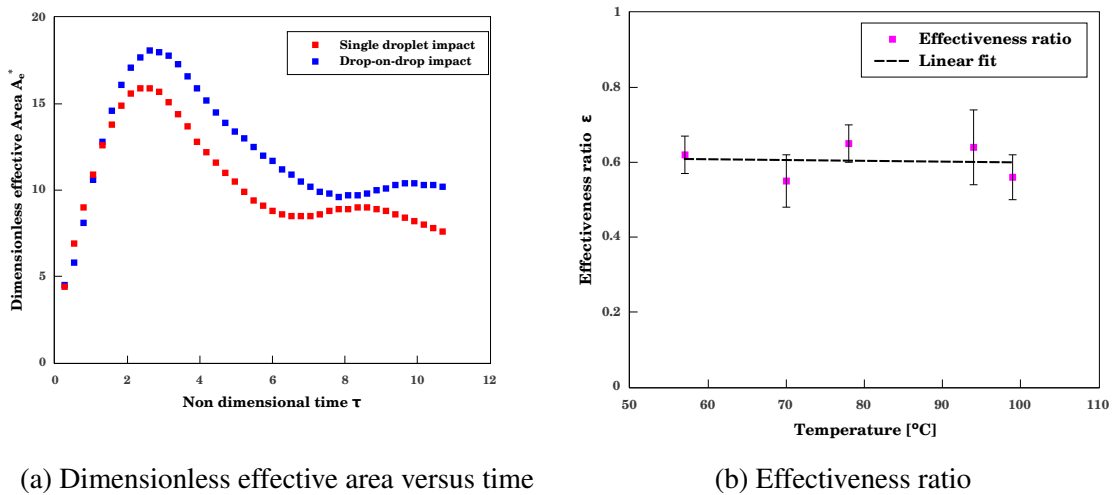 20
15
10
5
0
0
2
4
6
8
10
12
Dimensionless effective Area A_e^*
Non dimensional time τ
Single droplet impact
Drop-on-drop impact
1
0.8
0.6
0.4
0.2
0
50
60
70
80
90
100
110
Effectiveness ratio ε
Temperature [°C]
Effectiveness ratio
Linear fit
(a) Dimensionless effective area versus time
(b) Effectiveness ratio